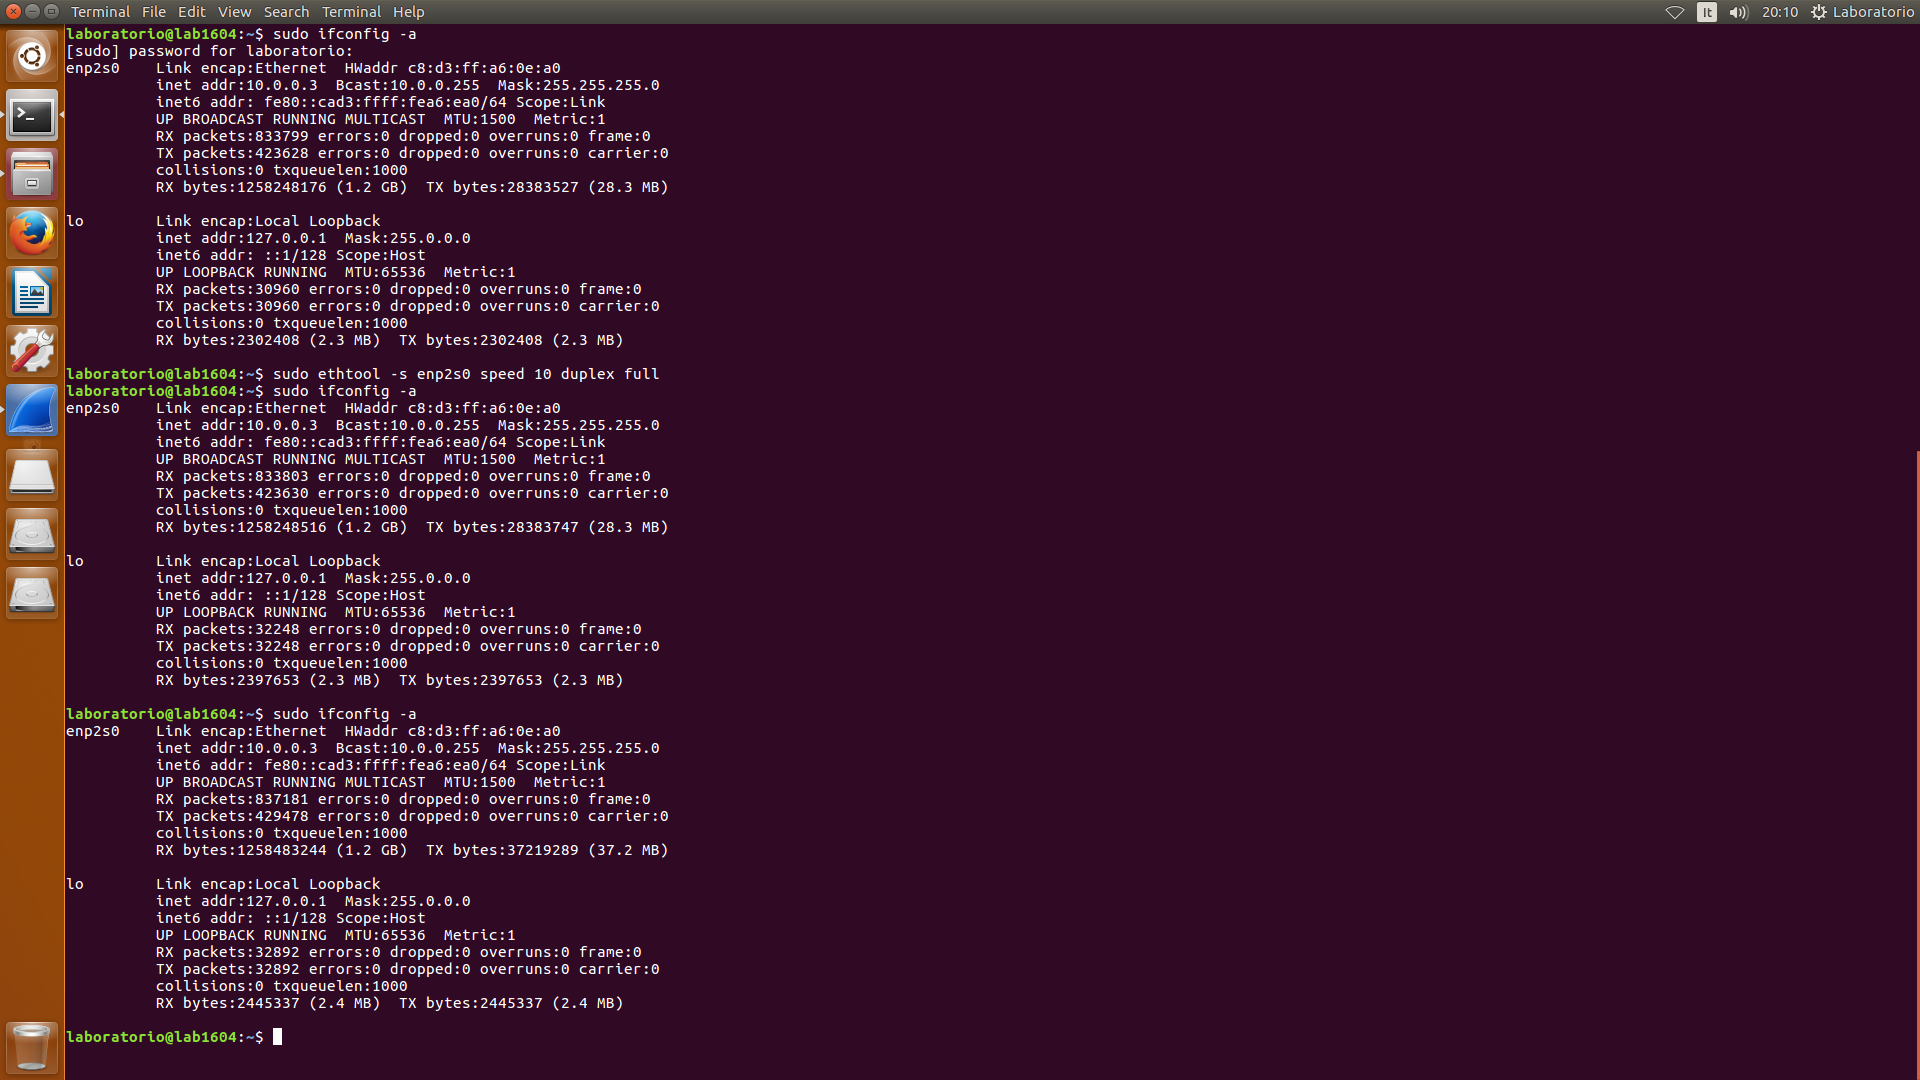 Terminal File Edit View Search Terminal Help It 20:10 Laboratorio
laboratorio@lab1604:~$ sudo ifconfig -a
[sudo] password for laboratorio:
enp2s0    Link encap:Ethernet  HWaddr c8:d3:ff:a6:0e:a0
          inet addr:10.0.0.3  Bcast:10.0.0.255  Mask:255.255.255.0
          inet6 addr: fe80::cad3:ffff:fea6:ea0/64 Scope:Link
          UP BROADCAST RUNNING MULTICAST  MTU:1500  Metric:1
          RX packets:833799 errors:0 dropped:0 overruns:0 frame:0
          TX packets:423628 errors:0 dropped:0 overruns:0 carrier:0
          collisions:0 txqueuelen:1000
          RX bytes:1258248176 (1.2 GB)  TX bytes:28383527 (28.3 MB)

lo        Link encap:Local Loopback
          inet addr:127.0.0.1  Mask:255.0.0.0
          inet6 addr: ::1/128 Scope:Host
          UP LOOPBACK RUNNING  MTU:65536  Metric:1
          RX packets:30960 errors:0 dropped:0 overruns:0 frame:0
          TX packets:30960 errors:0 dropped:0 overruns:0 carrier:0
          collisions:0 txqueuelen:1000
          RX bytes:2302408 (2.3 MB)  TX bytes:2302408 (2.3 MB)

laboratorio@lab1604:~$ sudo ethtool -s enp2s0 speed 10 duplex full
laboratorio@lab1604:~$ sudo ifconfig -a
enp2s0    Link encap:Ethernet  HWaddr c8:d3:ff:a6:0e:a0
          inet addr:10.0.0.3  Bcast:10.0.0.255  Mask:255.255.255.0
          inet6 addr: fe80::cad3:ffff:fea6:ea0/64 Scope:Link
          UP BROADCAST RUNNING MULTICAST  MTU:1500  Metric:1
          RX packets:833803 errors:0 dropped:0 overruns:0 frame:0
          TX packets:423630 errors:0 dropped:0 overruns:0 carrier:0
          collisions:0 txqueuelen:1000
          RX bytes:1258248516 (1.2 GB)  TX bytes:28383747 (28.3 MB)

lo        Link encap:Local Loopback
          inet addr:127.0.0.1  Mask:255.0.0.0
          inet6 addr: ::1/128 Scope:Host
          UP LOOPBACK RUNNING  MTU:65536  Metric:1
          RX packets:32248 errors:0 dropped:0 overruns:0 frame:0
          TX packets:32248 errors:0 dropped:0 overruns:0 carrier:0
          collisions:0 txqueuelen:1000
          RX bytes:2397653 (2.3 MB)  TX bytes:2397653 (2.3 MB)

laboratorio@lab1604:~$ sudo ifconfig -a
enp2s0    Link encap:Ethernet  HWaddr c8:d3:ff:a6:0e:a0
          inet addr:10.0.0.3  Bcast:10.0.0.255  Mask:255.255.255.0
          inet6 addr: fe80::cad3:ffff:fea6:ea0/64 Scope:Link
          UP BROADCAST RUNNING MULTICAST  MTU:1500  Metric:1
          RX packets:837181 errors:0 dropped:0 overruns:0 frame:0
          TX packets:429478 errors:0 dropped:0 overruns:0 carrier:0
          collisions:0 txqueuelen:1000
          RX bytes:1258483244 (1.2 GB)  TX bytes:37219289 (37.2 MB)

lo        Link encap:Local Loopback
          inet addr:127.0.0.1  Mask:255.0.0.0
          inet6 addr: ::1/128 Scope:Host
          UP LOOPBACK RUNNING  MTU:65536  Metric:1
          RX packets:32892 errors:0 dropped:0 overruns:0 frame:0
          TX packets:32892 errors:0 dropped:0 overruns:0 carrier:0
          collisions:0 txqueuelen:1000
          RX bytes:2445337 (2.4 MB)  TX bytes:2445337 (2.4 MB)

laboratorio@lab1604:~$